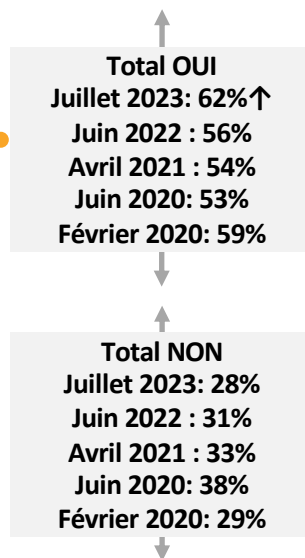 Total OUI
Juillet 2023: 62%↑
Juin 2022 : 56%
Avril 2021 : 54%
Juin 2020: 53%
Février 2020: 59%
Total NON
Juillet 2023: 28%
Juin 2022 : 31%
Avril 2021 : 33%
Juin 2020: 38%
Février 2020: 29%